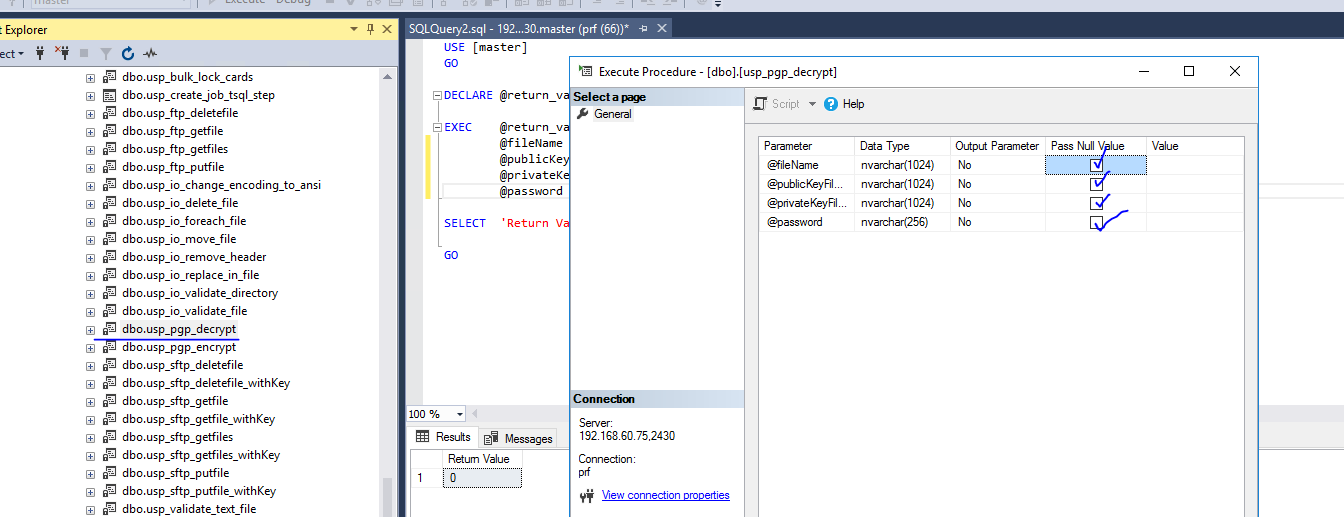 master
Execute
Debug
t Explorer
ect
dbo.usp_bulk_lock_cards
dbo.usp_create_job_tsql_step
dbo.usp_ftp_deletefile
dbo.usp_ftp_getfile
dbo.usp_ftp_getfiles
dbo.usp_ftp_putfile
dbo.usp_io_change_encoding_to_ansi
dbo.usp_io_delete_file
dbo.usp_io_foreach_file
dbo.usp_io_move_file
dbo.usp_io_remove_header
dbo.usp_io_replace_in_file
dbo.usp_io_validate_directory
dbo.usp_io_validate_file
dbo.usp_pgp_decrypt
dbo.usp_pgp_encrypt
dbo.usp_sftp_deletefile
dbo.usp_sftp_deletefile_withKey
dbo.usp_sftp_getfile
dbo.usp_sftp_getfile_withKey
dbo.usp_sftp_getfiles
dbo.usp_sftp_getfiles_withKey
dbo.usp_sftp_putfile
dbo.usp_sftp_putfile_withKey
dbo.usp_validate_text_file
SQLQuery2.sql - 192...30.master (prf (66))*
USE [master]
GO
DECLARE @return_va
EXEC @return_va
@fileName
@publicKey
@privateKe
@password
SELECT 'Return Va
GO
100 %
Results
Messages
Return Value
1 0
Execute Procedure - [dbo].[usp_pgp_decrypt]
Select a page
General
Script
Help
Parameter Data Type Output Parameter Pass Null Value Value
@fileName nvarchar(1024) No
@publicKeyFil... nvarchar(1024) No
@privateKeyFil... nvarchar(1024) No
@password nvarchar(256) No
Connection
Server:
192.168.60.75,2430
Connection:
prf
View connection properties